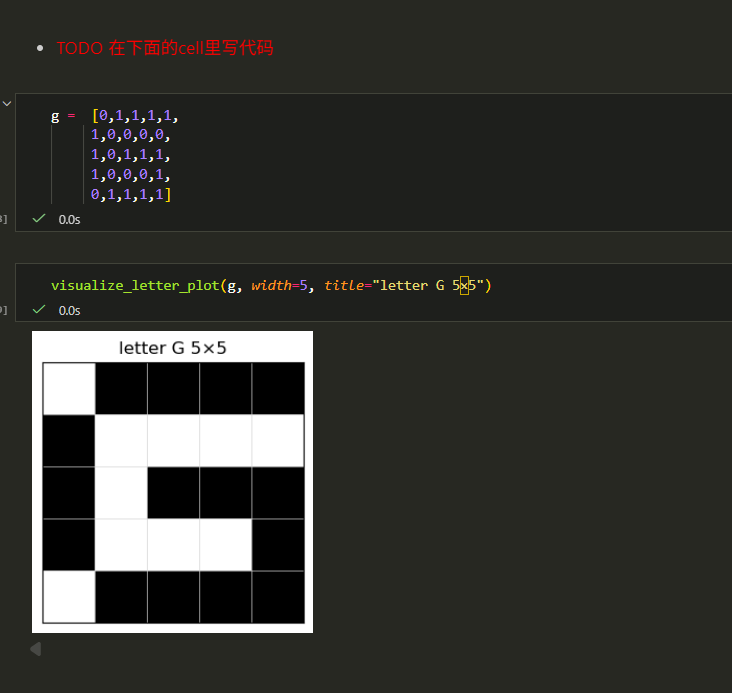 TODO 在下面的cell里写代码
g = [0,1,1,1,1,
1,0,0,0,0,
1,0,1,1,1,
1,0,0,0,1,
0,1,1,1,1]
0.0s
visualize_letter_plot(g, width=5, title="letter G 5×5")
0.0s
letter G 5×5